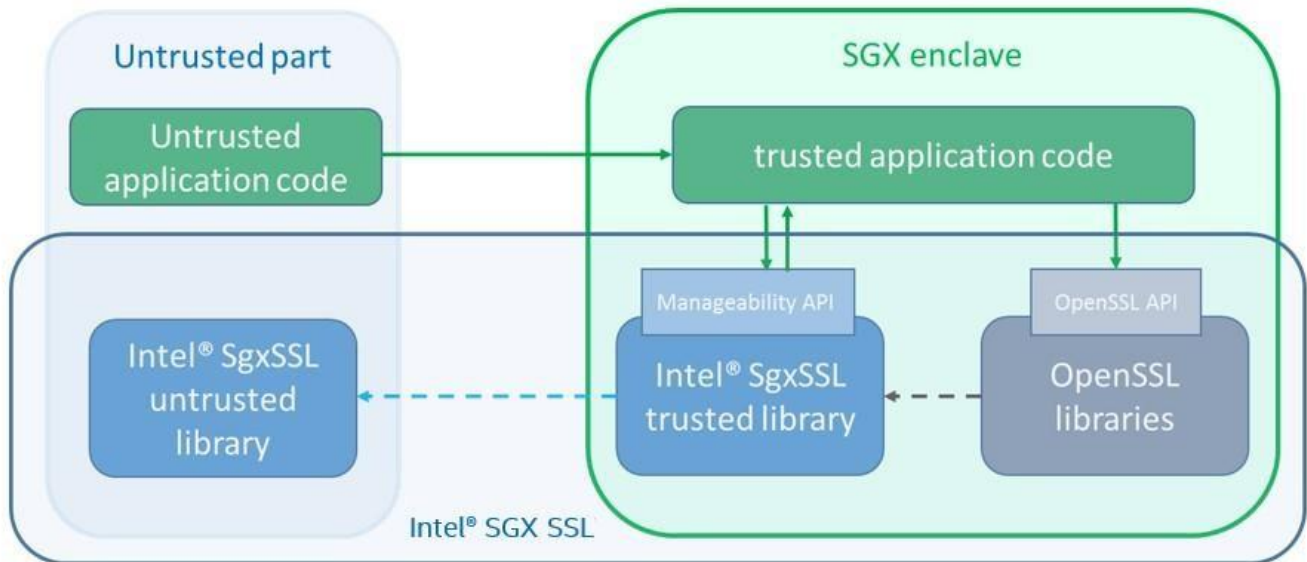 Untrusted part
SGX enclave
Untrusted
application code
trusted application code
Manageability API
OpenSSL API
Intel® SgxSSL
untrusted
library
Intel® SgxSSL
trusted library
OpenSSL
libraries
Intel® SGX SSL